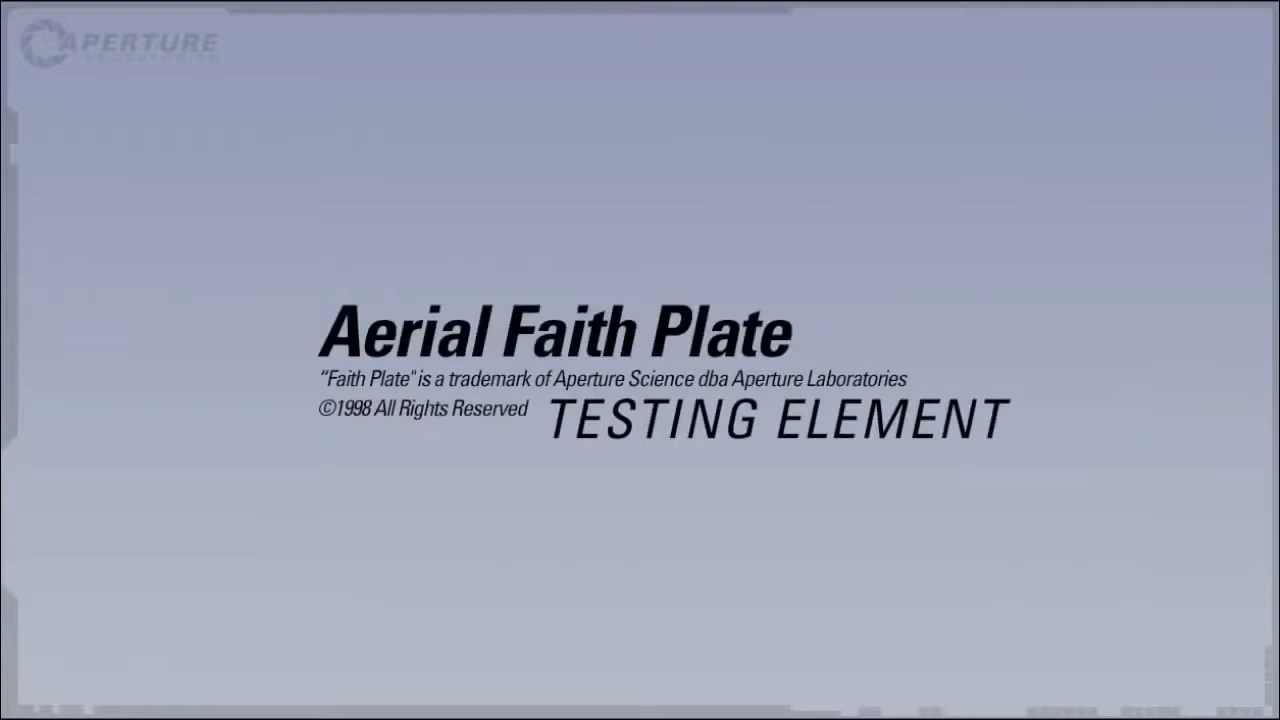 APERTURE
LABORATORIES
Aerial Faith Plate
“Faith Plate" is a trademark of Aperture Science dba Aperture Laboratories
©1998 All Rights Reserved
TESTING ELEMENT